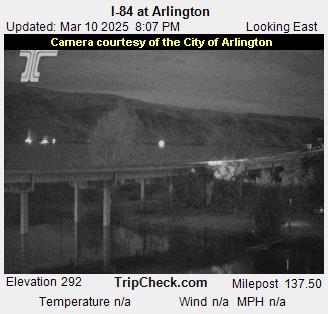 I-84 at Arlington
Updated: Mar 10 2025  8:07 PM
Looking East
Camera courtesy of the City of Arlington
Elevation 292
TripCheck.com
Milepost 137.50
Temperature n/a
Wind n/a MPH n/a